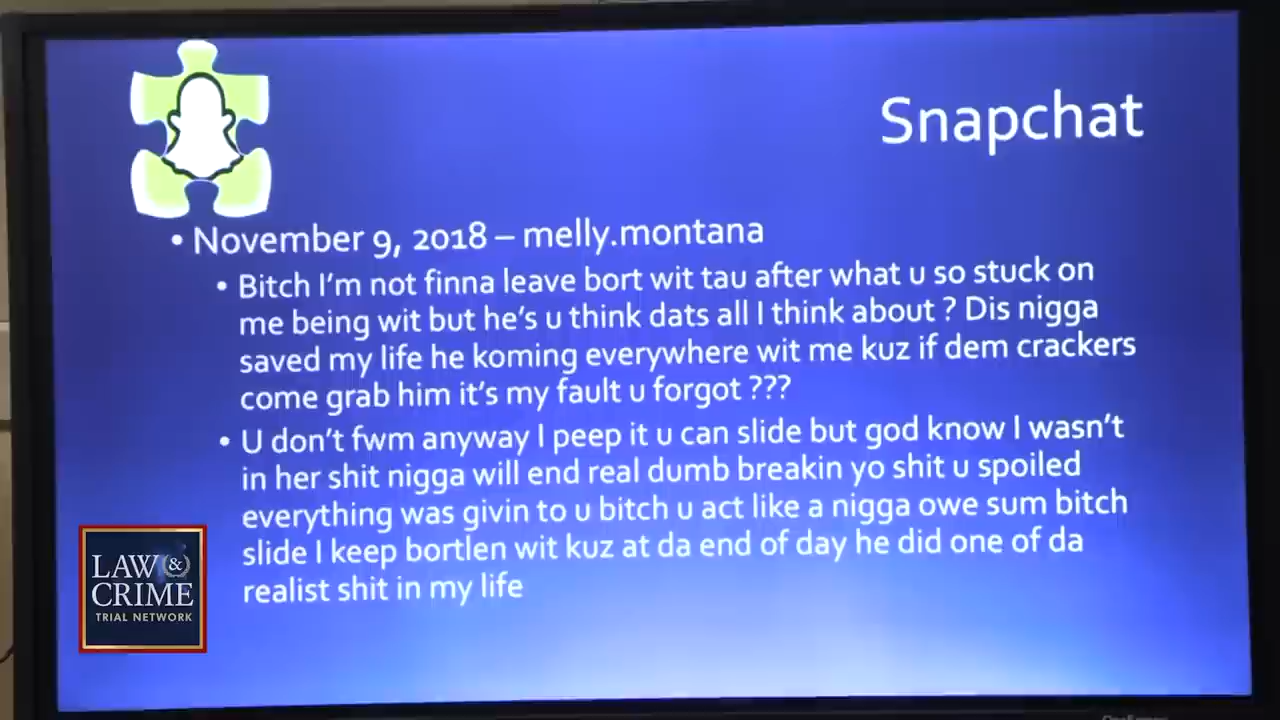 Snapchat
• November 9, 2018 – melly.montana
• Bitch I'm not finna leave bort wit tau after what u so stuck on
me being wit but he's u think dats all I think about ? Dis nigga
saved my life he koming everywhere wit me kuz if dem crackers
come grab him it's my fault u forgot ???
• U don't fwm anyway I peep it u can slide but god know I wasn't
in her shit nigga will end real dumb breakin yo shit u spoiled
everything was givin to u bitch u act like a nigga owe sum bitch
slide I keep bortlen wit kuz at da end of day he did one of da
realist shit in my life
LAW &
CRIME
TRIAL NETWORK